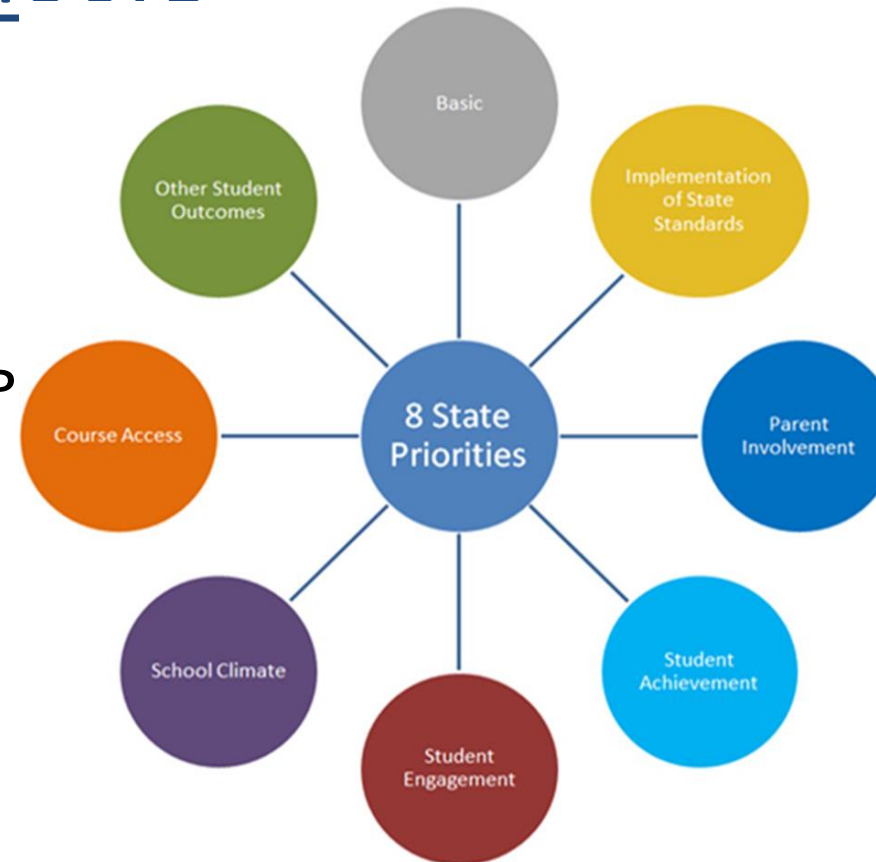 Basic
Implementation
of State
Standards
Parent
Involvement
Student
Achievement
Student
Engagement
School Climate
Course Access
Other Student
Outcomes
8 State
Priorities
P